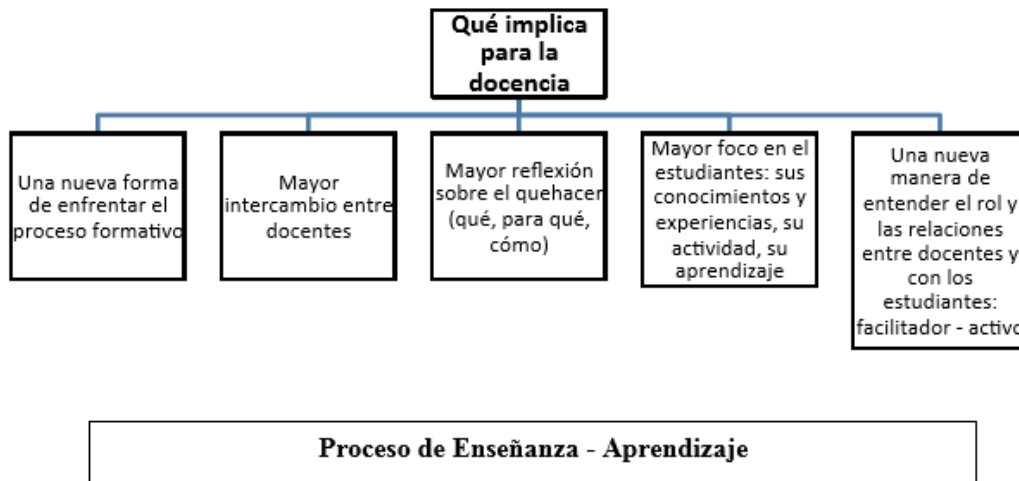 Qué implica
para la
docencia
Una nueva forma
de enfrentar el
proceso formativo
Mayor
intercambio entre
docentes
Mayor reflexión
sobre el quehacer
(qué, para qué,
cómo)
Mayor foco en el
estudiantes: sus
conocimientos y
experiencias, su
actividad, su
aprendizaje
Una nueva
manera de
entender el rol y
las relaciones
entre docentes y
con los
estudiantes:
facilitador - activo
Proceso de Enseñanza - Aprendizaje